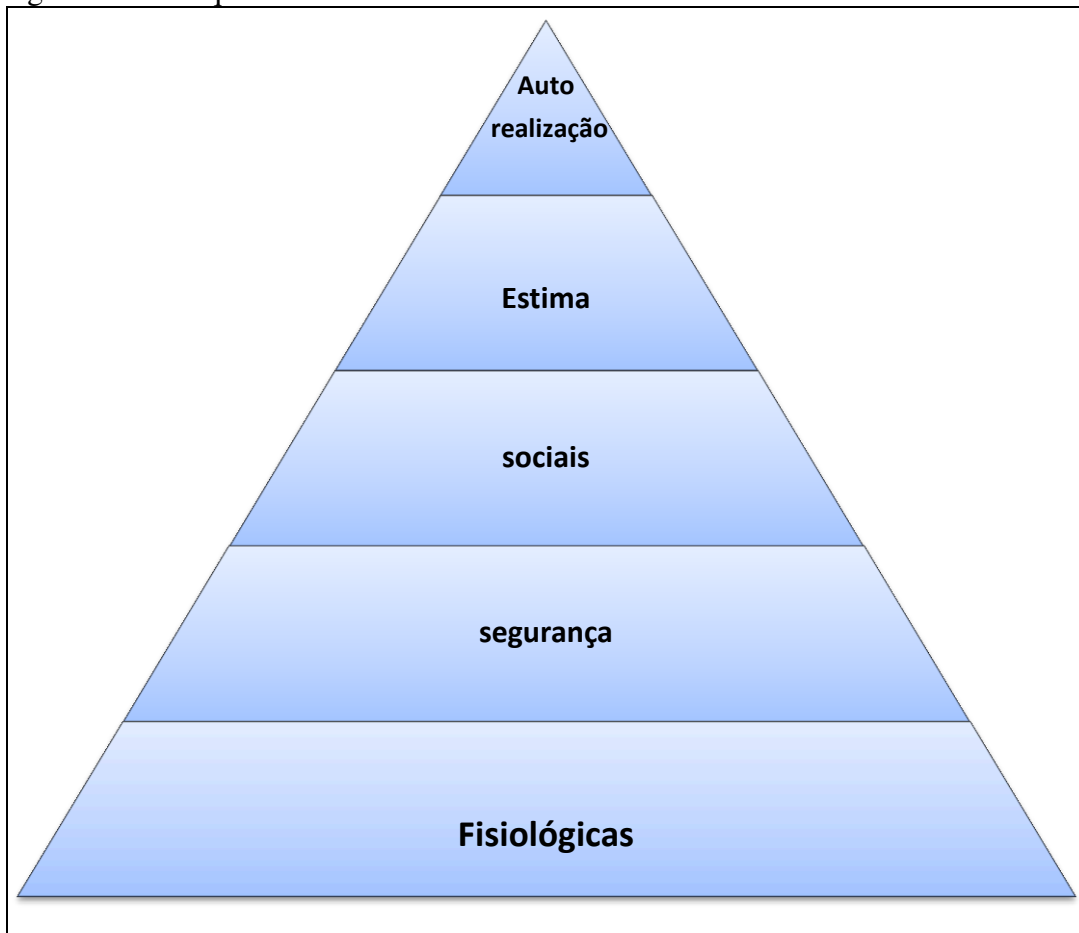 Auto
realização
Estima
sociais
segurança
Fisiológicas